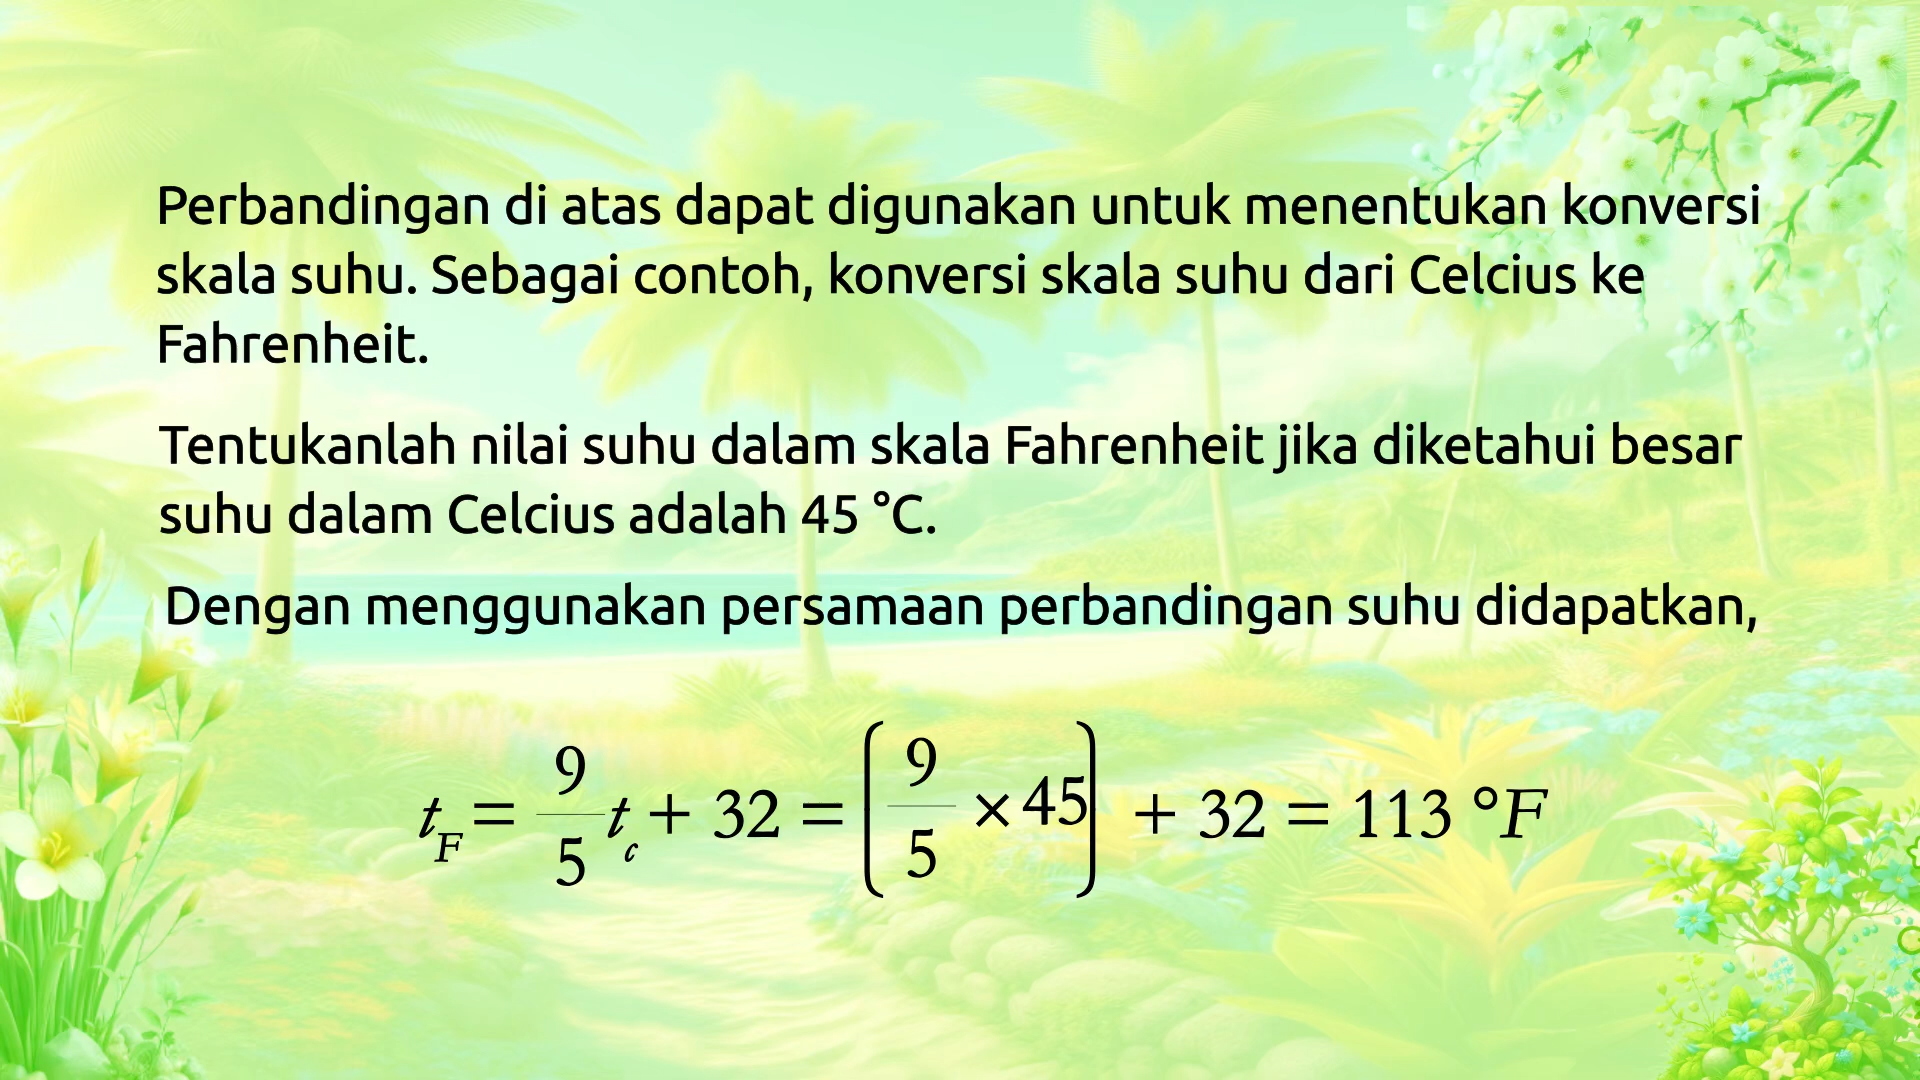 Perbandingan di atas dapat digunakan untuk menentukan konversi
skala suhu. Sebagai contoh, konversi skala suhu dari Celcius ke
Fahrenheit.
Tentukanlah nilai suhu dalam skala Fahrenheit jika diketahui besar
suhu dalam Celcius adalah 45 °C.
Dengan menggunakan persamaan perbandingan suhu didapatkan,
t_F = 9/5 t_c + 32 = (9/5 × 45) + 32 = 113 °F